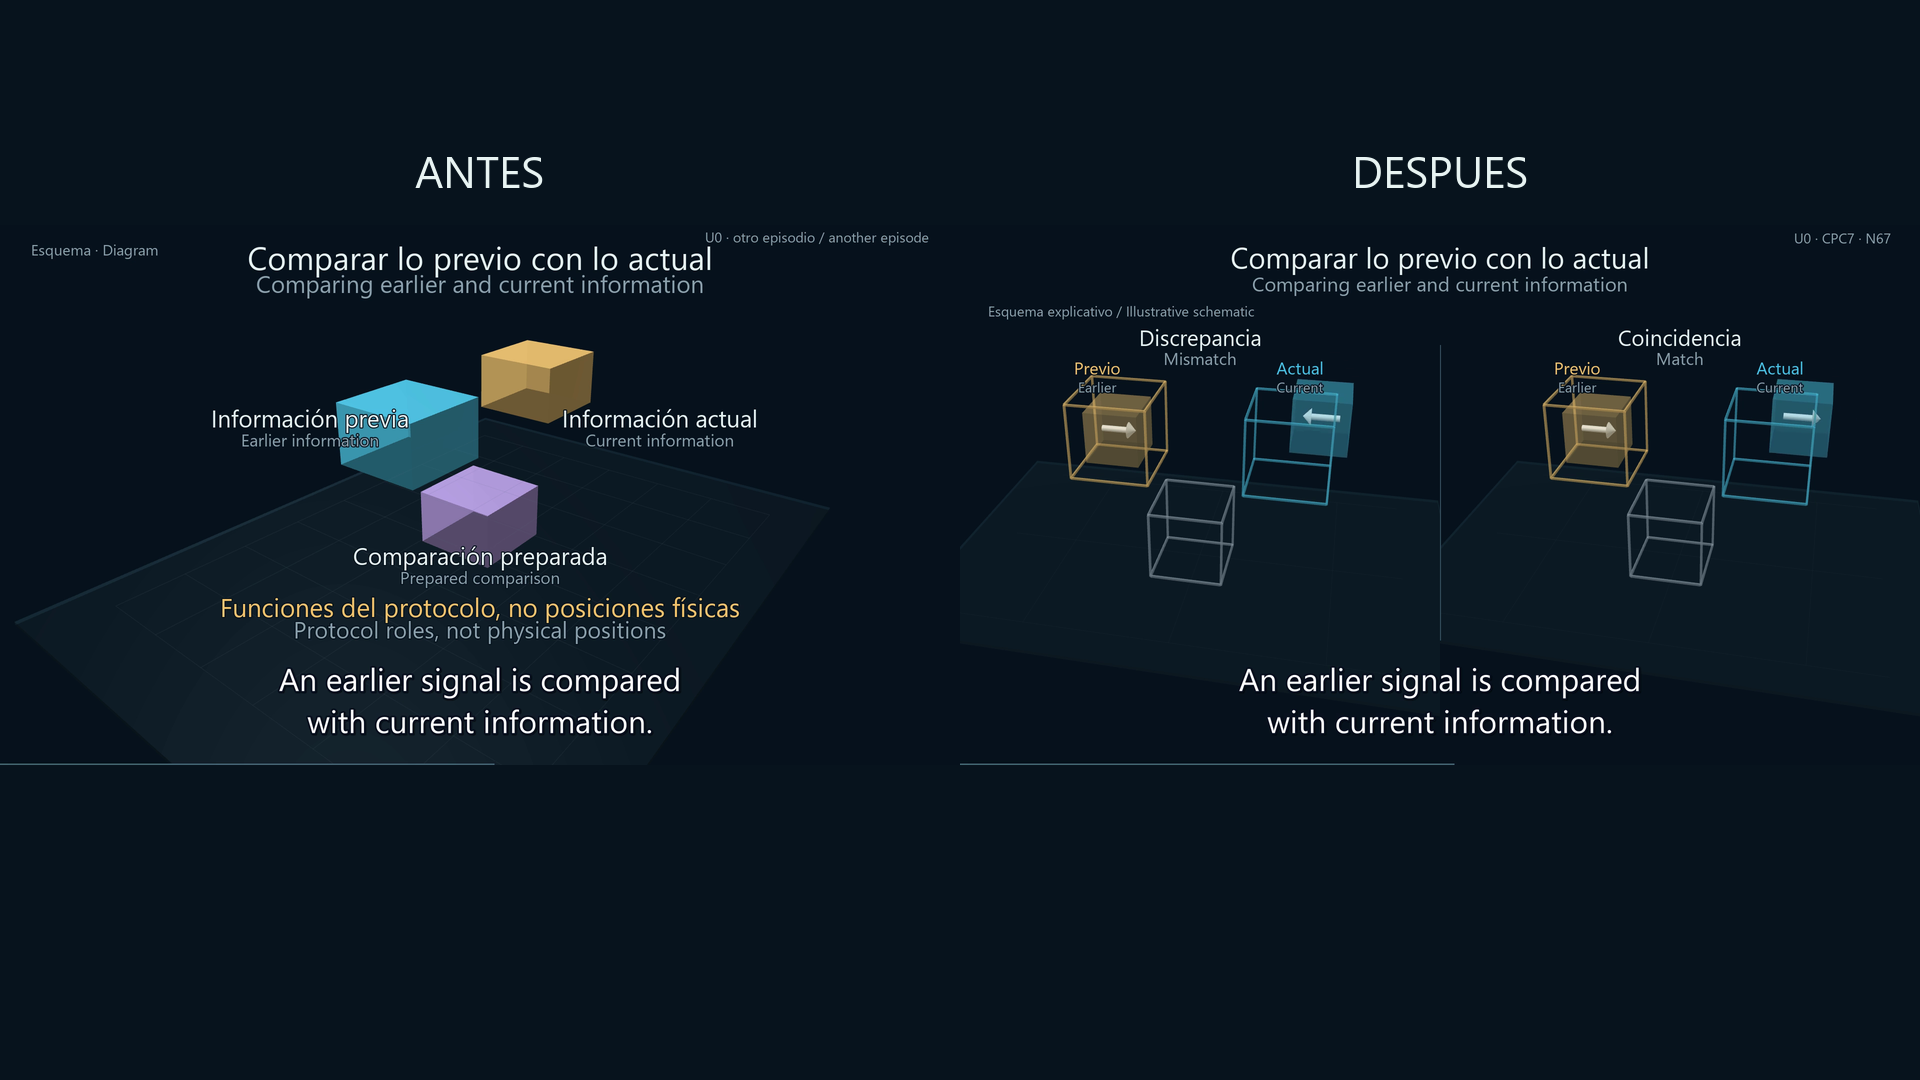 ANTES
Esquema · Diagram
U0 · otro episodio / another episode
Comparar lo previo con lo actual
Comparing earlier and current information
Información previa
Earlier information
Información actual
Current information
Comparación preparada
Prepared comparison
Funciones del protocolo, no posiciones físicas
Protocol roles, not physical positions
An earlier signal is compared
with current information.
DESPUES
U0 · CPC7 · N67
Comparar lo previo con lo actual
Comparing earlier and current information
Esquema explicativo / Illustrative schematic
Discrepancia
Mismatch
Previo
Earlier
Actual
Current
Coincidencia
Match
Previo
Earlier
Actual
Current
An earlier signal is compared
with current information.